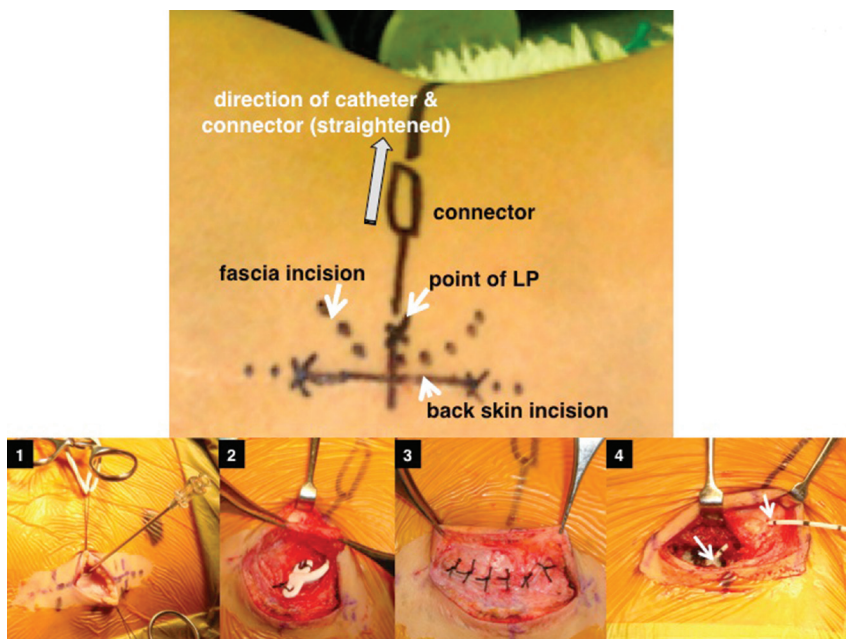 direction of catheter &
connector (straightened)
connector
fascia incision
point of LP
back skin incision
1
2
3
4